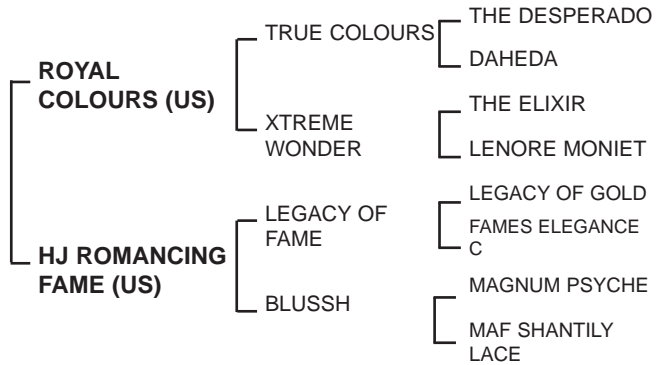 ROYAL
COLOURS (US)
TRUE COLOURS
THE DESPERADO
DAHEDA
XTREME
WONDER
THE ELIXIR
LENORE MONIET
HJ ROMANCING
FAME (US)
LEGACY OF
FAME
LEGACY OF GOLD
FAMES ELEGANCE
C
BLUSSH
MAGNUM PSYCHE
MAF SHANTILY
LACE